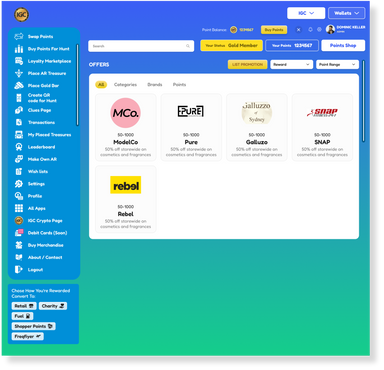 IGC
IGC
Wallets
Points Balance:
1231567
Buy Points
DOMINIC KELLER
Search
Your Status Gold Member
Your Points 1231567
Points Shop
Swap Points
Buy Points For Hunt
Loyalty Marketplace
Place AR Treasure
Place Gold Bar
Create QR
code for Hunt
Clues Page
Transactions
My Placed Treasures
Leaderboard
Make Own AR
Wish lists
Settings
Profile
All Apps
IGC Crypto Page
Debit Cards (Soon)
Buy Merchandise
About / Contact
Logout
OFFERS
LIST PROMOTION
Reward
Point Range
All
Categories
Brands
Points
MCo.
50-1000
ModelCo
50% off storewide on
cosmetics and fragrances
PURE
50-1000
Pure
50% off storewide on
cosmetics and fragrances
Galluzzo
of
Sydney
50-1000
Galluzo
50% off storewide on
cosmetics and fragrances
SNAP
50-1000
SNAP
50% off storewide on
cosmetics and fragrances
rebel
50-1000
Rebel
50% off storewide on
cosmetics and fragrances
Chose How You're Rewarded
Convert To:
Retail
Charity
Fuel
Shopper Points
Freqflyer